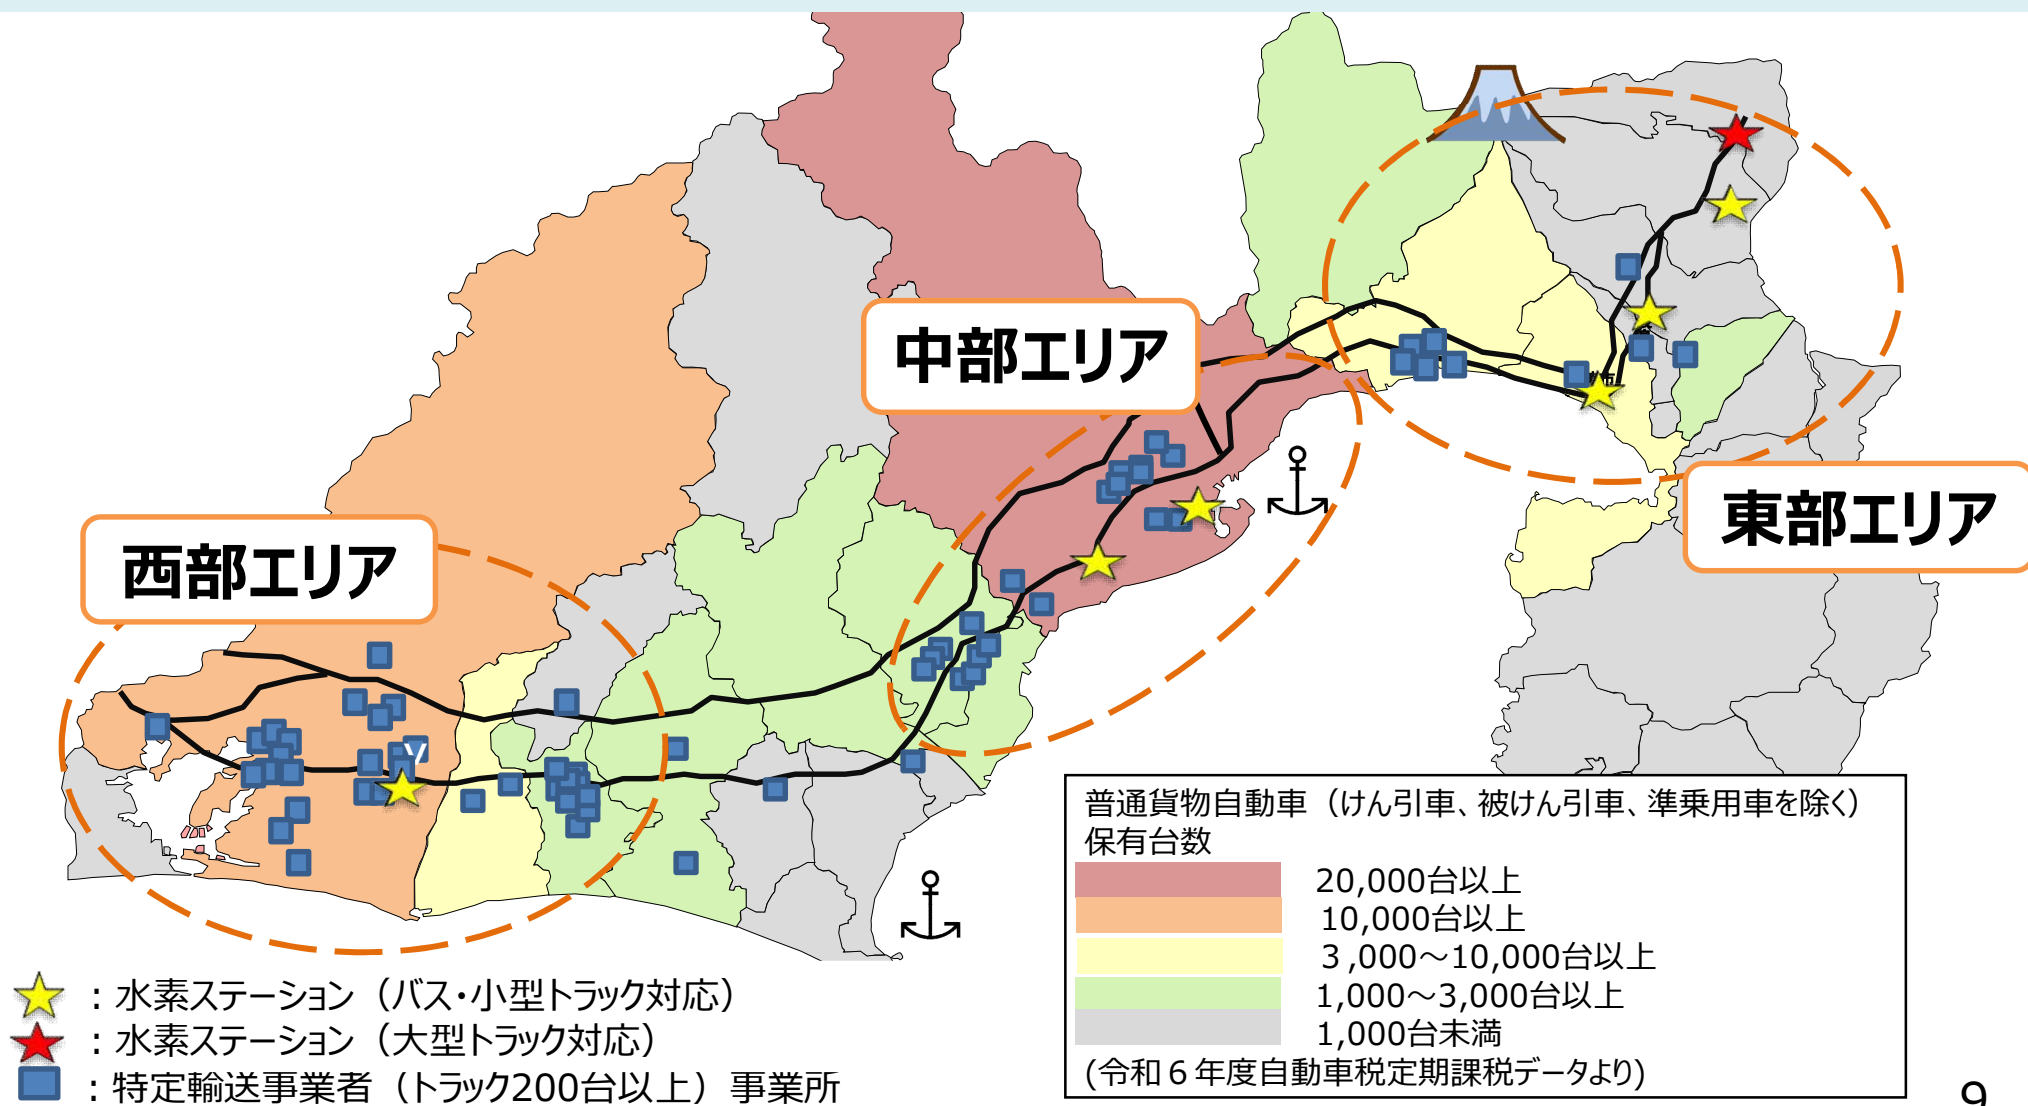 中部エリア
東部エリア
西部エリア
y
普通貨物自動車（けん引車、被けん引車、準乗用車を除く）
保有台数
20,000台以上
10,000台以上
３,000～10,000台以上
1,000～3,000台以上
1,000台未満
(令和６年度自動車税定期課税データより)
：水素ステーション（バス・小型トラック対応）
：水素ステーション（大型トラック対応）
：特定輸送事業者（トラック200台以上）事業所
9